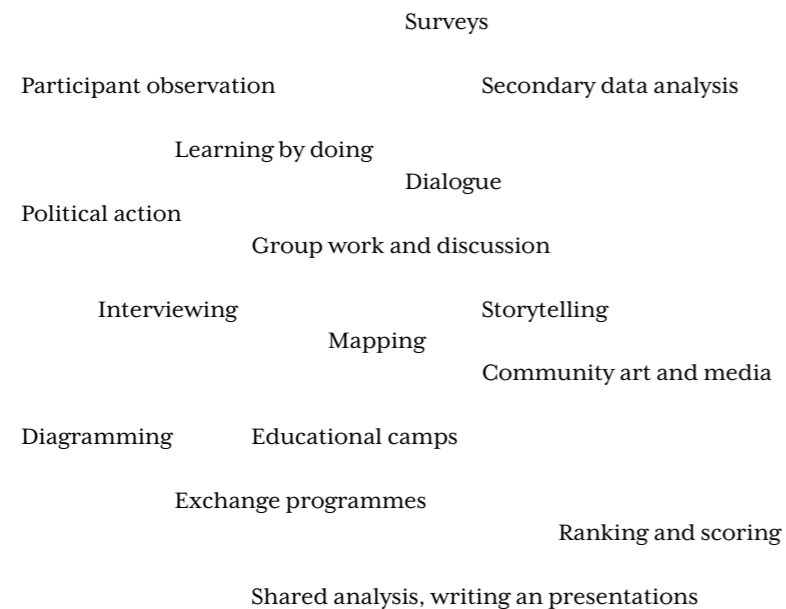 Surveys
Participant observation Secondary data analysis
Learning by doing
Dialogue
Political action
Group work and discussion
Interviewing Storytelling
Mapping
Community art and media
Diagramming Educational camps
Exchange programmes
Ranking and scoring
Shared analysis, writing an presentations